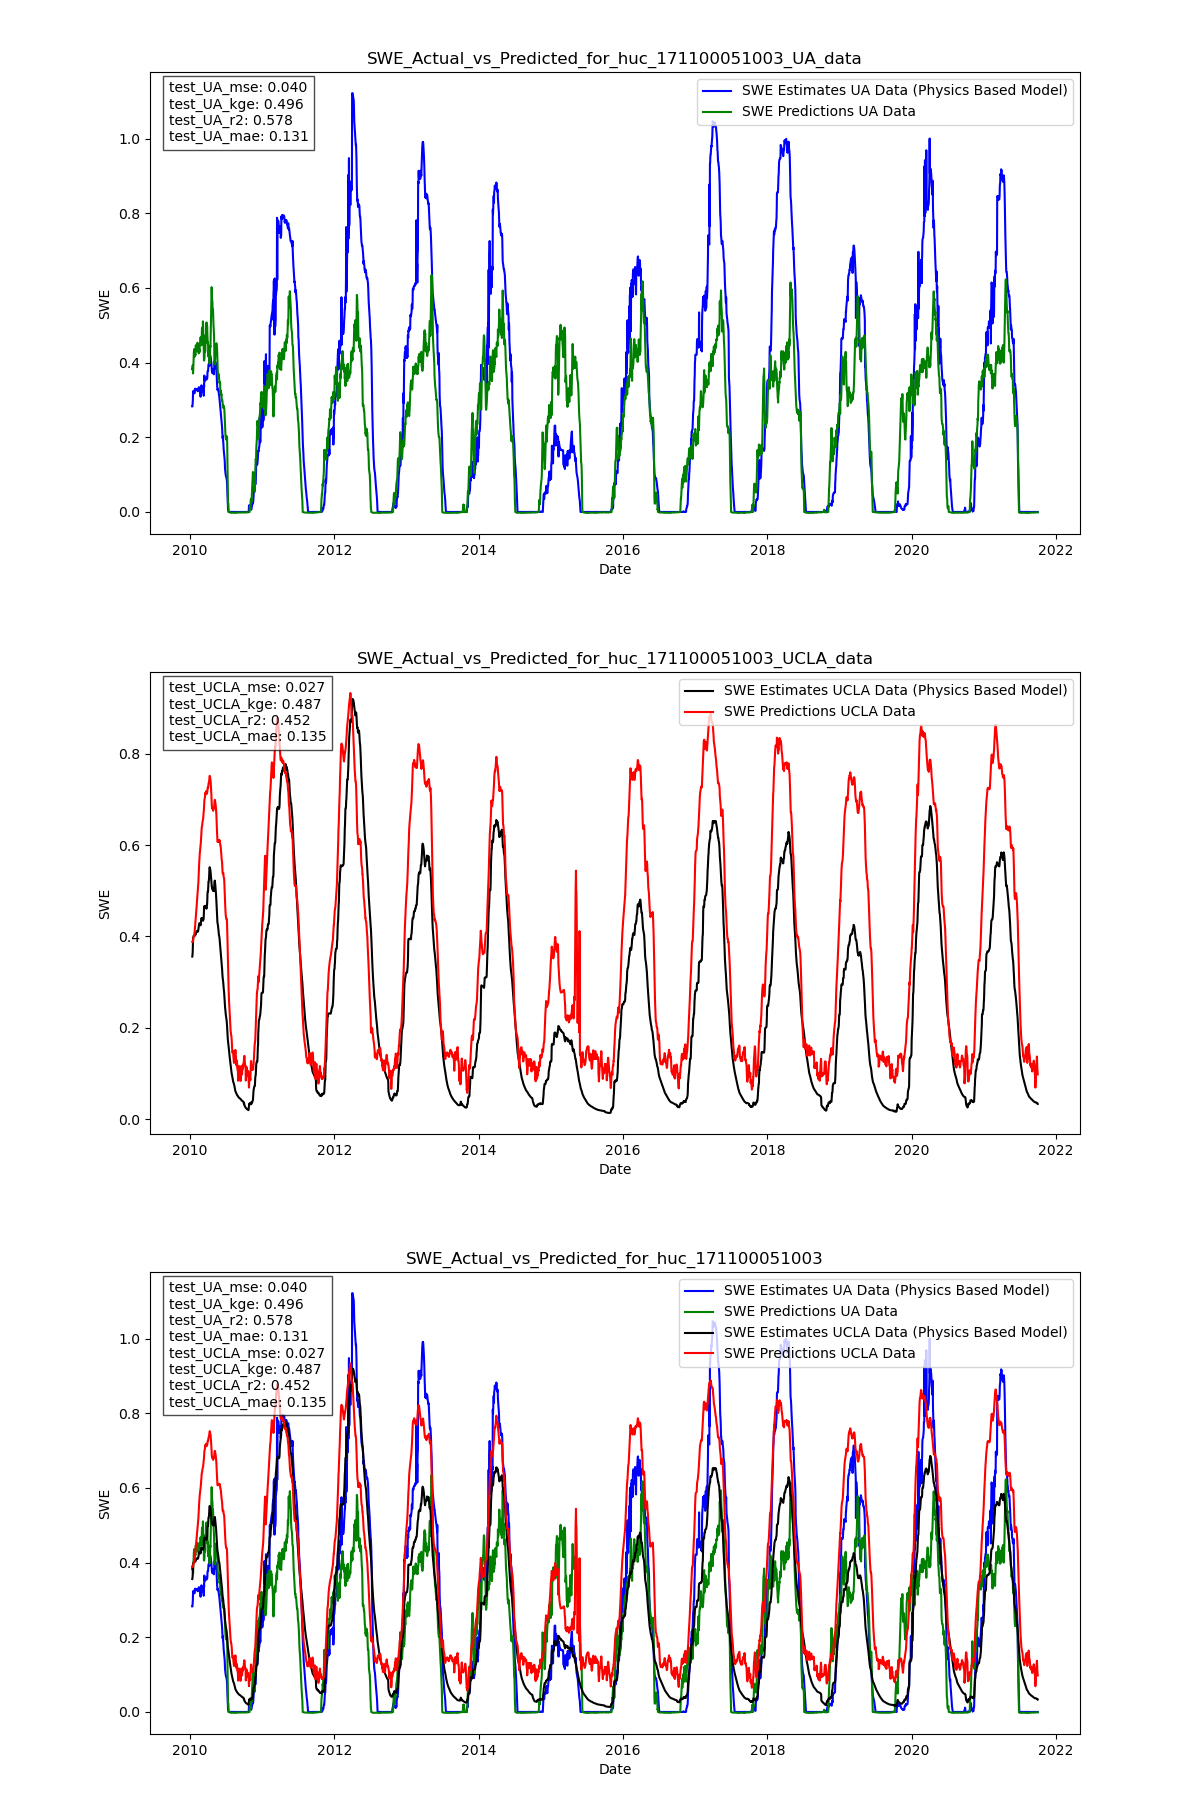 SWE_Actual_vs_Predicted_for_huc_171100051003_UA_data
test_UA_mse: 0.040
test_UA_kge: 0.496
test_UA_r2: 0.578
test_UA_mae: 0.131
SWE Estimates UA Data (Physics Based Model)
SWE Predictions UA Data
1.0
0.8
0.6
0.4
0.2
0.0
SWE
2010
2012
2014
2016
2018
2020
2022
Date
SWE_Actual_vs_Predicted_for_huc_171100051003_UCLA_data
test_UCLA_mse: 0.027
test_UCLA_kge: 0.487
test_UCLA_r2: 0.452
test_UCLA_mae: 0.135
SWE Estimates UCLA Data (Physics Based Model)
SWE Predictions UCLA Data
0.8
0.6
0.4
0.2
0.0
SWE
2010
2012
2014
2016
2018
2020
2022
Date
SWE_Actual_vs_Predicted_for_huc_171100051003
test_UA_mse: 0.040
test_UA_kge: 0.496
test_UA_r2: 0.578
test_UA_mae: 0.131
test_UCLA_mse: 0.027
test_UCLA_kge: 0.487
test_UCLA_r2: 0.452
test_UCLA_mae: 0.135
SWE Estimates UA Data (Physics Based Model)
SWE Predictions UA Data
SWE Estimates UCLA Data (Physics Based Model)
SWE Predictions UCLA Data
1.0
0.8
0.6
0.4
0.2
0.0
SWE
2010
2012
2014
2016
2018
2020
2022
Date